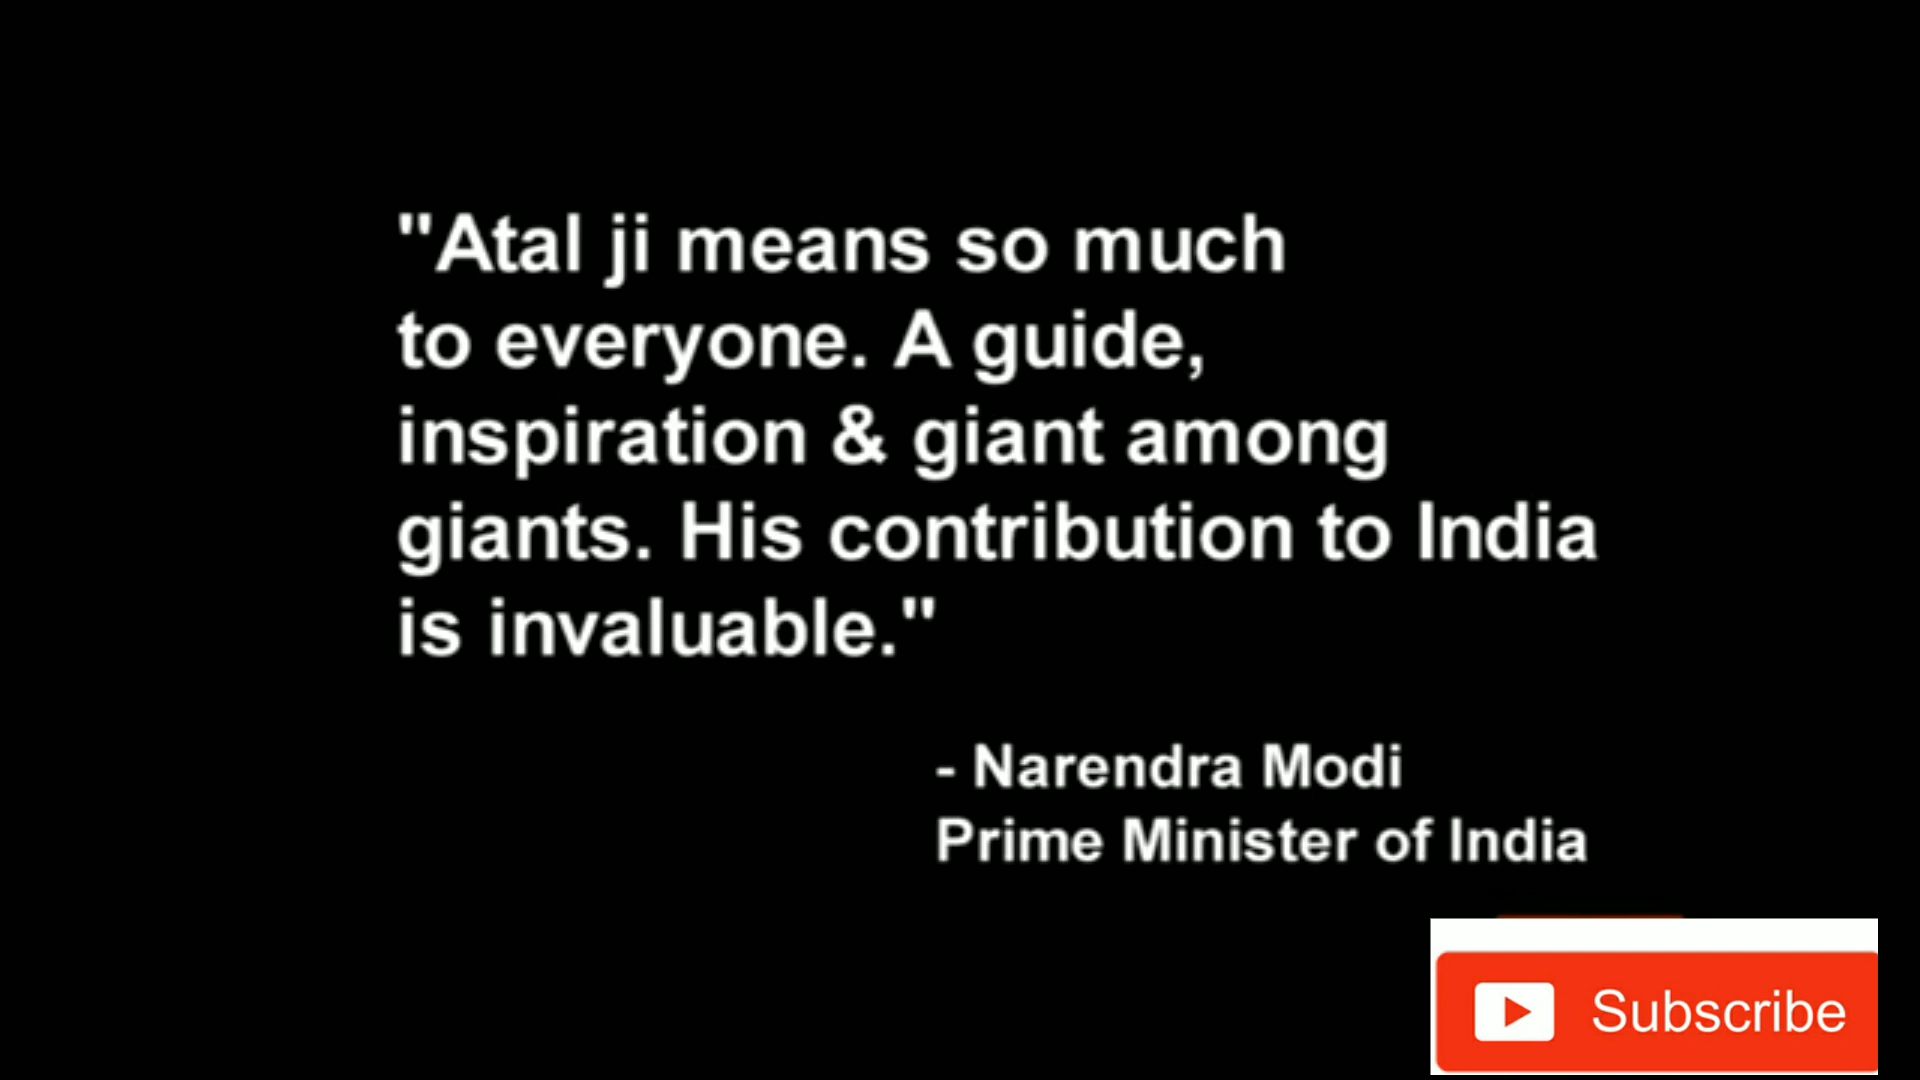 "Atal ji means so much
to everyone. A guide,
inspiration & giant among
giants. His contribution to India
is invaluable."
- Narendra Modi
Prime Minister of India
Subscribe